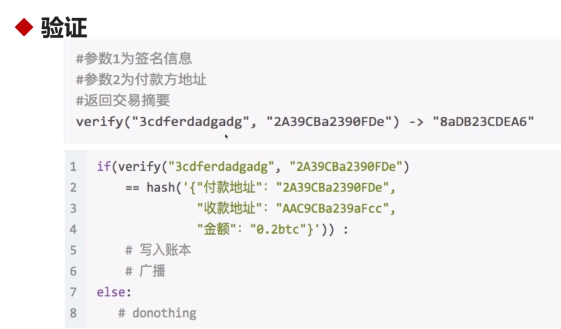 验证
#参数1为签名信息
#参数2为付款方地址
#返回交易摘要
verify("3cdferdadgadg", "2A39CBa2390FDe") -> "8aDB23CDEA6"
1 if(verify("3cdferdadgadg", "2A39CBa2390FDe")
2 == hash('{"付款地址": "2A39CBa2390FDe",
3 "收款地址": "AAC9CBa239aFcc",
4 "金额": "0.2btc"}')) :
5 # 写入账本
6 # 广播
7 else:
8 # donothing